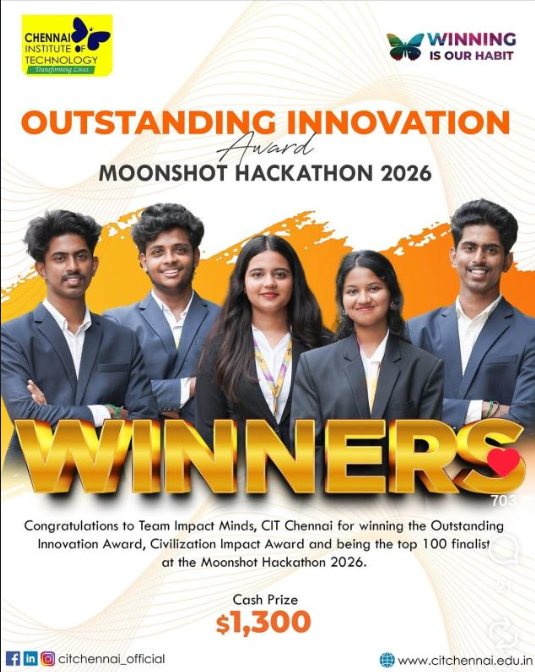 CHENNAI
INSTITUTE OF
TECHNOLOGY
Transforming Lives
WINNING
IS OUR HABIT
OUTSTANDING INNOVATION
Award
MOONSHOT HACKATHON 2026
WINNERS
703
Congratulations to Team Impact Minds, CIT Chennai for winning the Outstanding
Innovation Award, Civilization Impact Award and being the top 100 finalist
at the Moonshot Hackathon 2026.
21
Cash Prize
$1,300
citchennai_official
www.citchennai.edu.in